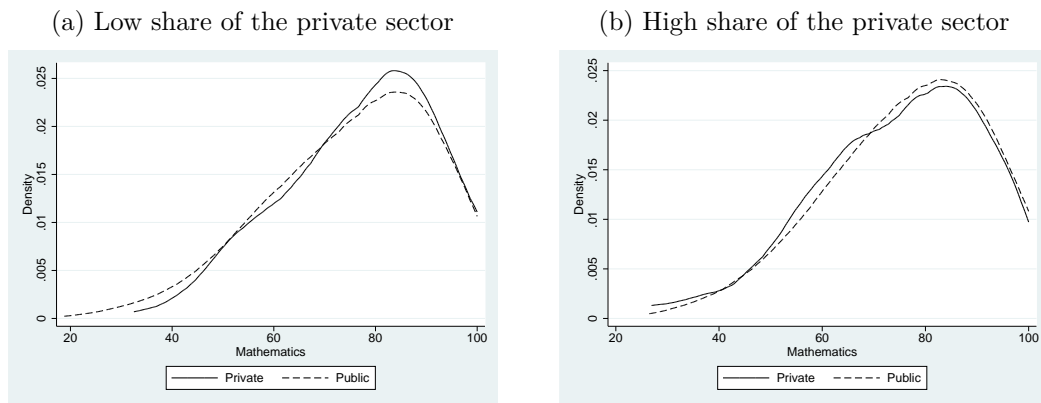 (a) Low share of the private sector
Density
0 .005 .01 .015 .02 .025
20 40 60 80 100
Mathematics
Private Public
(b) High share of the private sector
Density
0 .005 .01 .015 .02 .025
20 40 60 80 100
Mathematics
Private Public